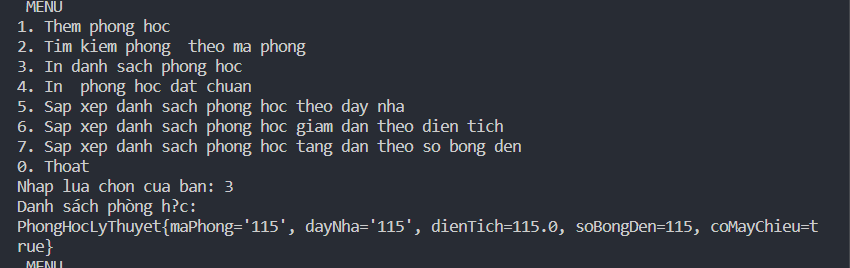 MENU
1. Them phong hoc
2. Tim kiem phong  theo ma phong
3. In danh sach phong hoc
4. In  phong hoc dat chuan
5. Sap xep danh sach phong hoc theo day nha
6. Sap xep danh sach phong hoc giam dan theo dien tich
7. Sap xep danh sach phong hoc tang dan theo so bong den
0. Thoat
Nhap lua chon cua ban: 3
Danh sách phòng h?c:
PhongHocLyThuyet{maPhong='115', dayNha='115', dienTich=115.0, soBongDen=115, coMayChieu=t
rue}
MENU